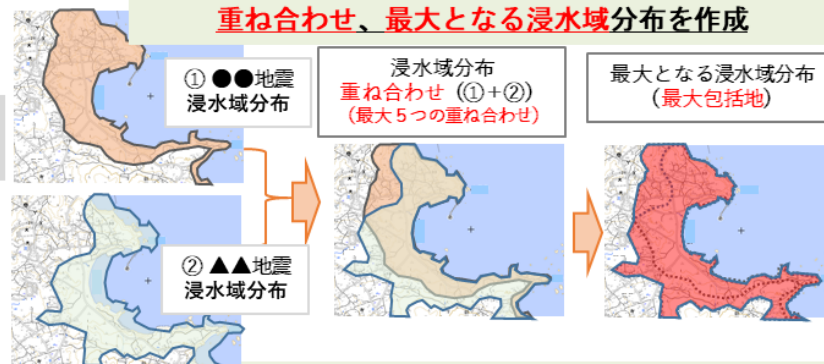 重ね合わせ、最大となる浸水域分布を作成
① ●●地震
浸水域分布
浸水域分布
重ね合わせ（①+②）
（最大５つの重ね合わせ）
最大となる浸水域分布
（最大包括地）
② ▲▲地震
浸水域分布